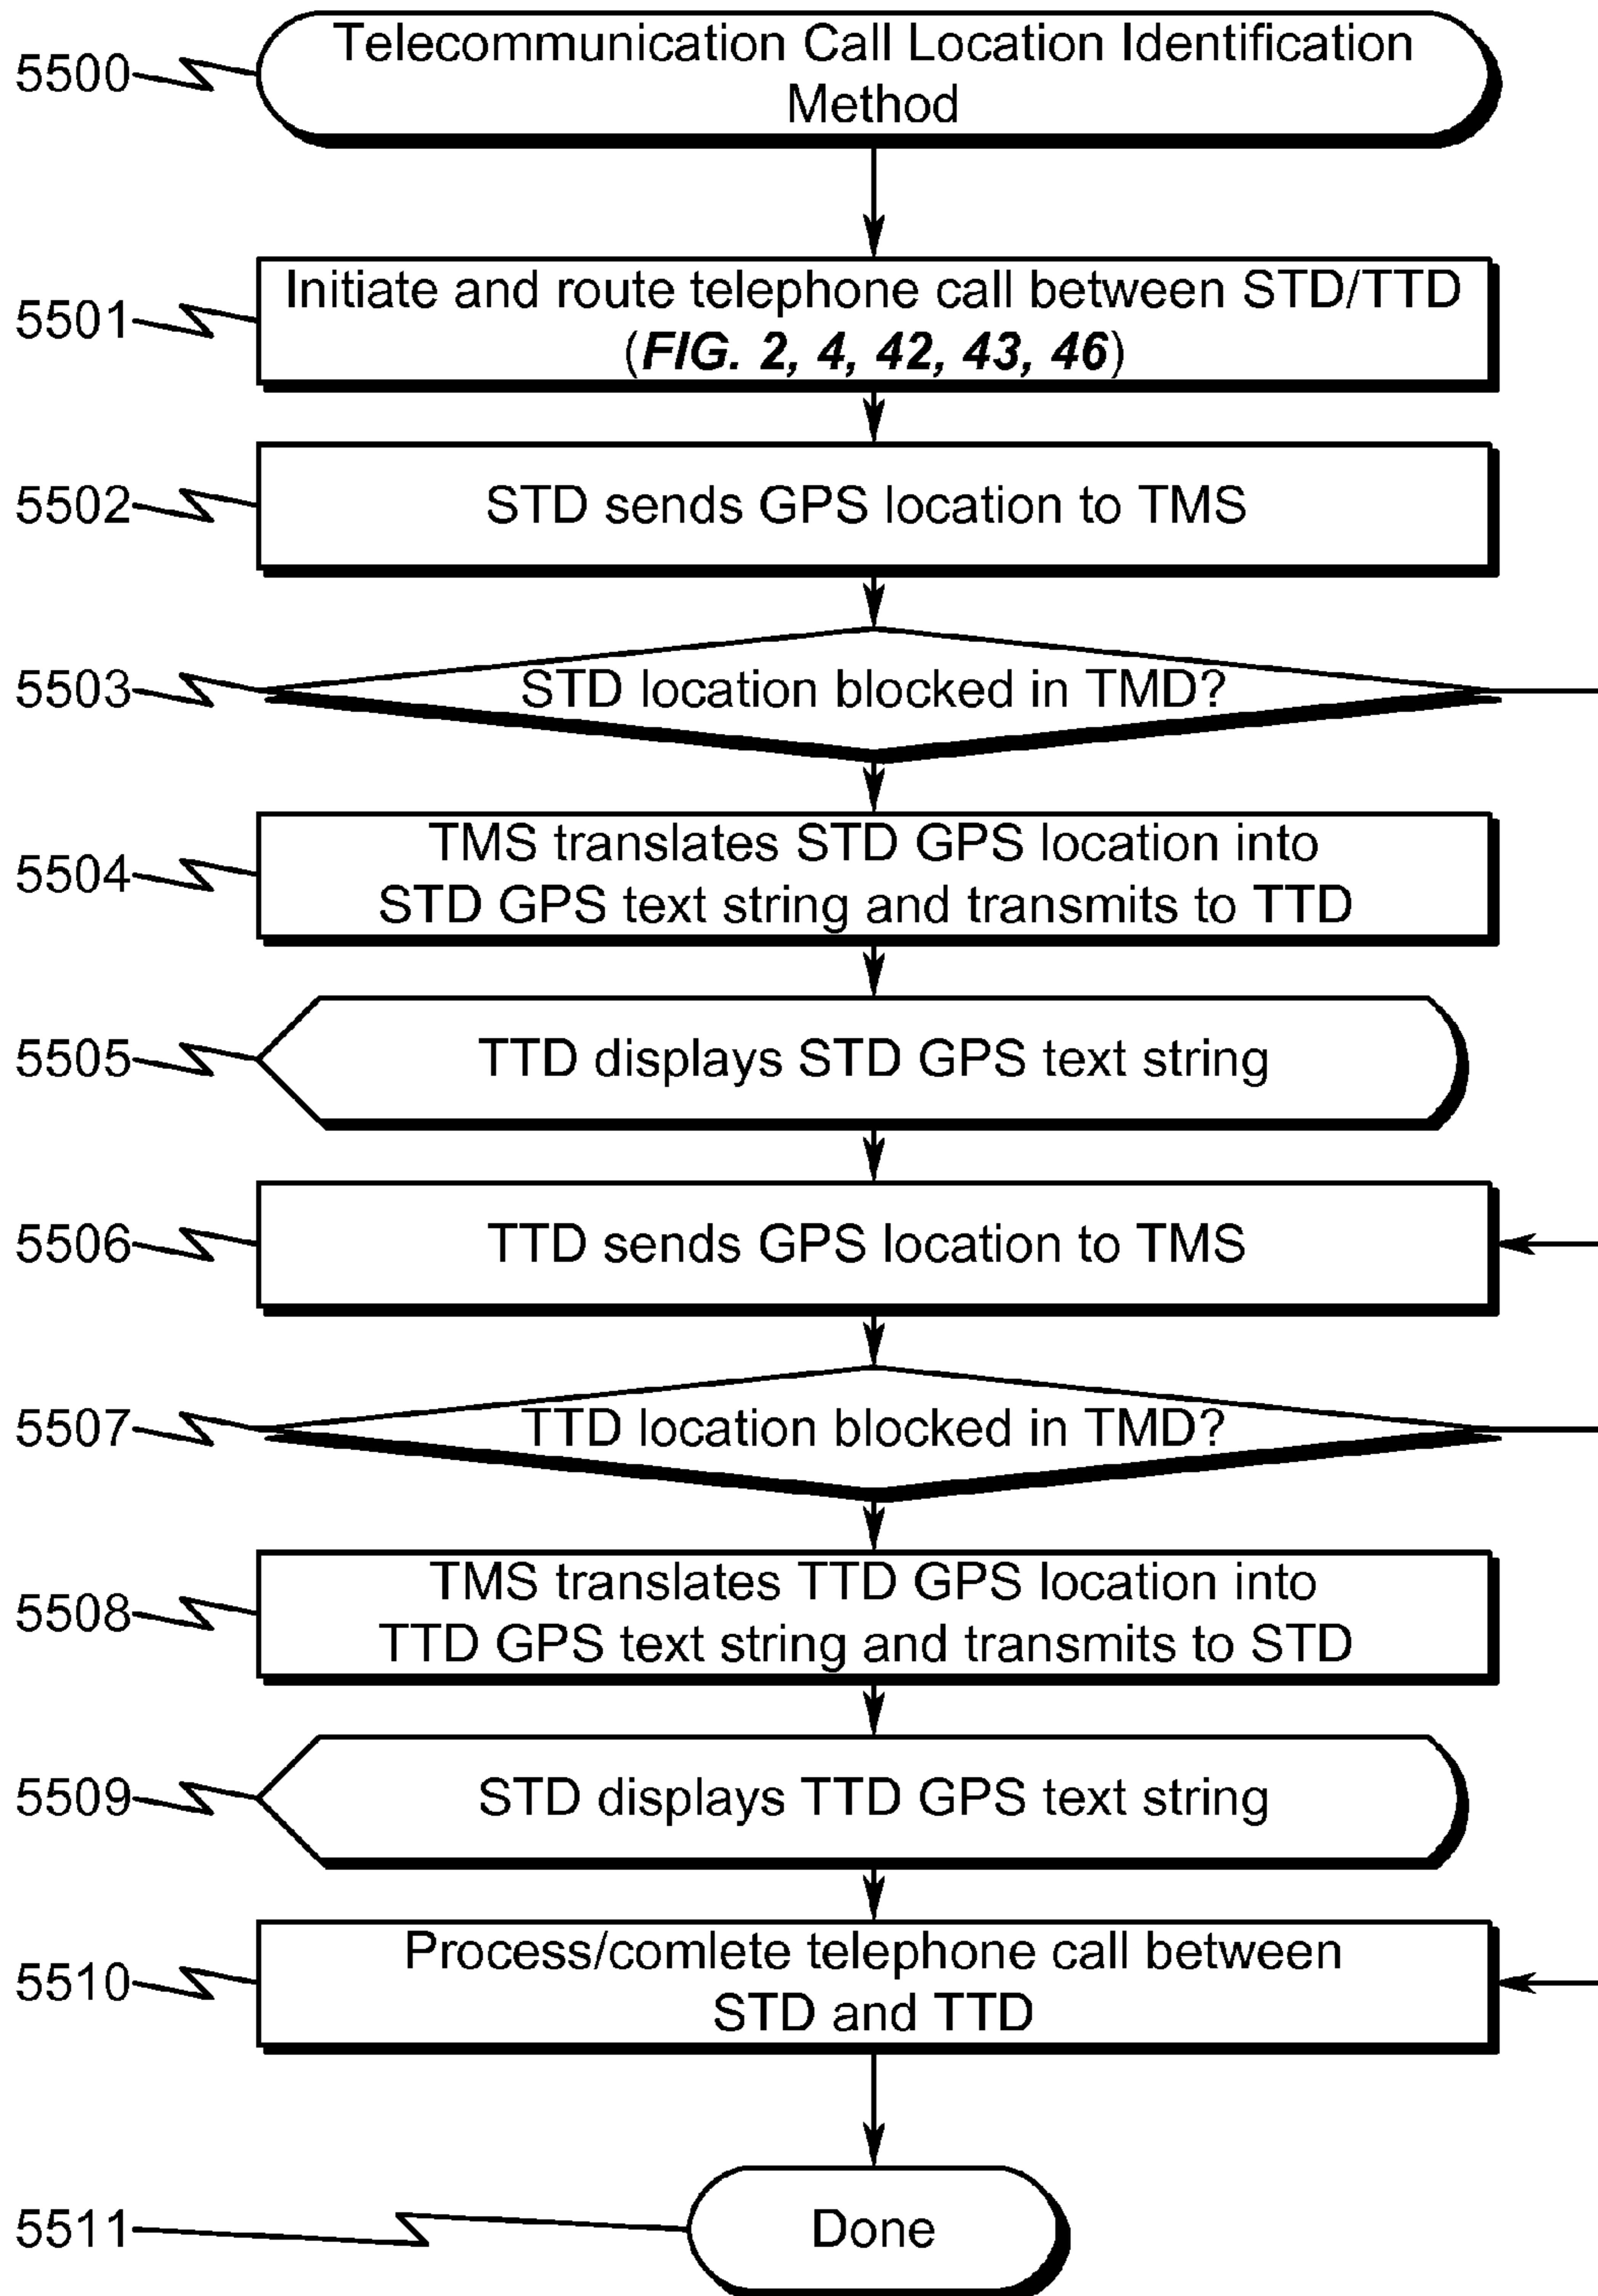 5500
Telecommunication Call Location Identification
Method
5501
Initiate and route telephone call between STD/TTD
(FIG. 2, 4, 42, 43, 46)
5502
STD sends GPS location to TMS
5503
STD location blocked in TMD?
5504
TMS translates STD GPS location into
STD GPS text string and transmits to TTD
5505
TTD displays STD GPS text string
5506
TTD sends GPS location to TMS
5507
TTD location blocked in TMD?
5508
TMS translates TTD GPS location into
TTD GPS text string and transmits to STD
5509
STD displays TTD GPS text string
5510
Process/comlete telephone call between
STD and TTD
5511
Done